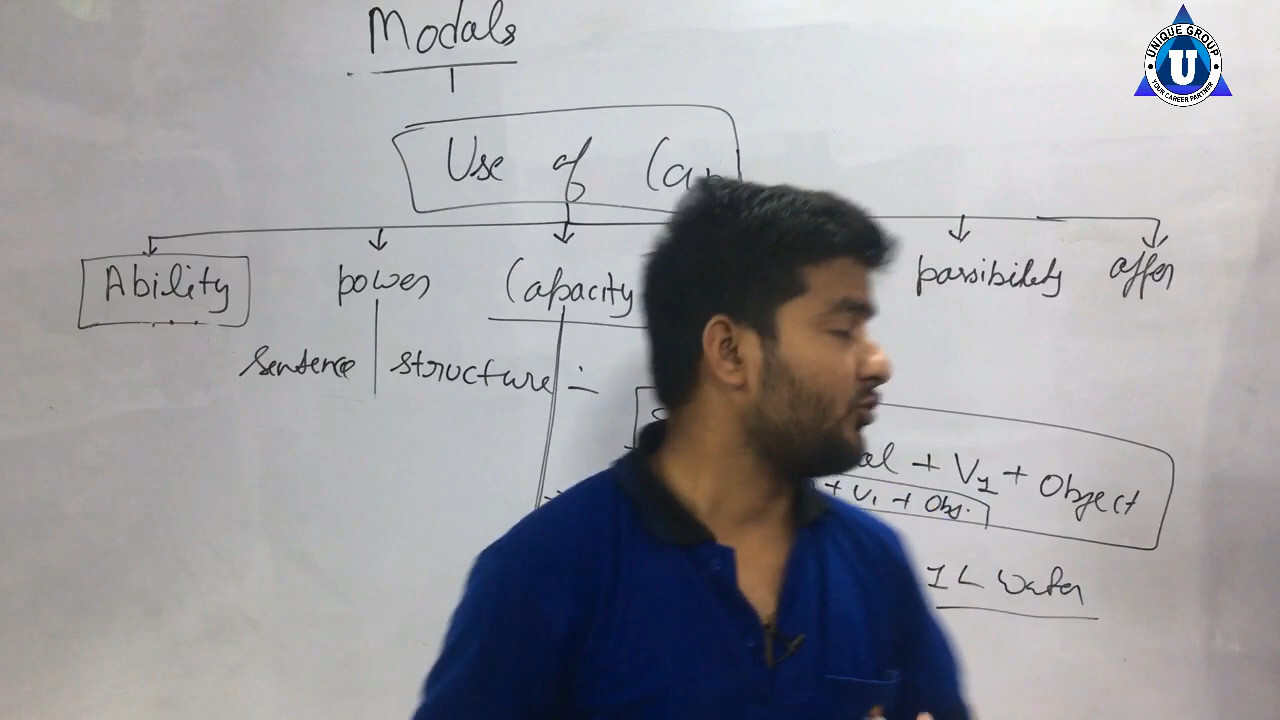 Modals
UNIQUE GROUP
U
YOUR CAREER PARTNER
Use of Can
Ability power Capacity possibility offer
Sentence structure :-
+ V1 + Object
+ V1 + Obj.
1 L Water